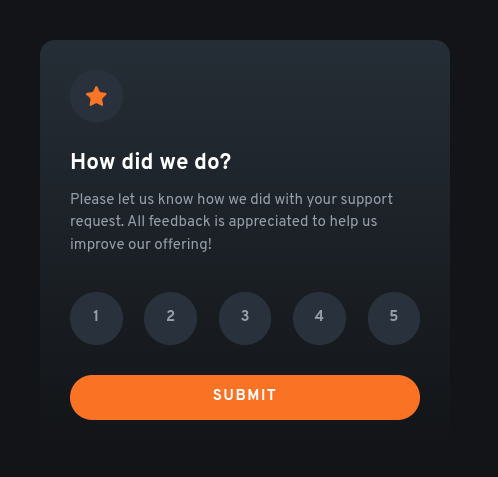 How did we do?
Please let us know how we did with your support
request. All feedback is appreciated to help us
improve our offering!
1 2 3 4 5
SUBMIT